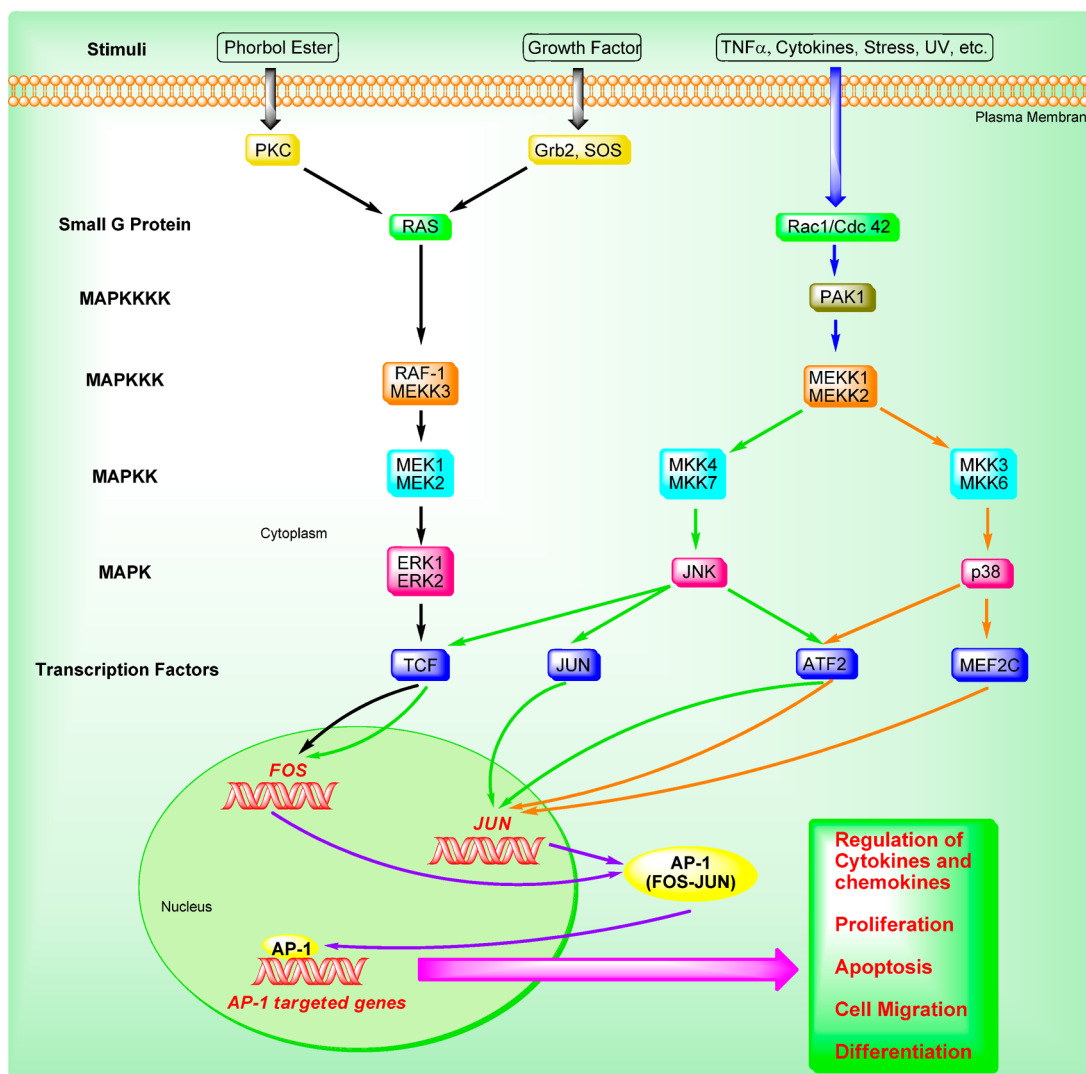 Stimuli
Phorbol Ester
Growth Factor
TNFα, Cytokines, Stress, UV, etc.
Plasma Membran
PKC
Grb2, SOS
Small G Protein
RAS
Rac1/Cdc 42
MAPKKKK
PAK1
MAPKKK
RAF-1
MEKK3
MEKK1
MEKK2
MAPKK
MEK1
MEK2
MKK4
MKK7
MKK3
MKK6
Cytoplasm
MAPK
ERK1
ERK2
JNK
p38
Transcription Factors
TCF
JUN
ATF2
MEF2C
FOS
JUN
AP-1
(FOS-JUN)
Nucleus
AP-1
AP-1 targeted genes
Regulation of
Cytokines and
chemokines
Proliferation
Apoptosis
Cell Migration
Differentiation